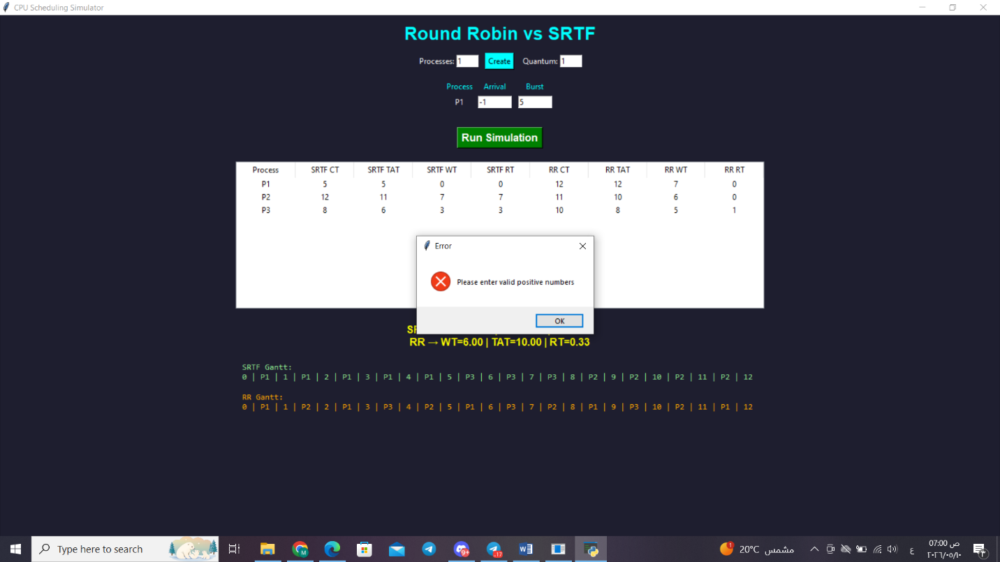 CPU Scheduling Simulator
Round Robin vs SRTF
Processes: 1 Create Quantum: 1
Process Arrival Burst
P1 -1 5
Run Simulation
Process SRTF CT SRTF TAT SRTF WT SRTF RT RR CT RR TAT RR WT RR RT
P1 5 5 0 0 12 12 7 0
P2 12 11 7 7 11 10 6 0
P3 8 6 3 3 10 8 5 1
Error
Please enter valid positive numbers
OK
RR → WT=6.00 | TAT=10.00 | RT=0.33
SRTF Gantt:
0 | P1 | 1 | P1 | 2 | P1 | 3 | P1 | 4 | P1 | 5 | P3 | 6 | P3 | 7 | P3 | 8 | P2 | 9 | P2 | 10 | P2 | 11 | P2 | 12
RR Gantt:
0 | P1 | 1 | P2 | 2 | P1 | 3 | P3 | 4 | P2 | 5 | P1 | 6 | P3 | 7 | P2 | 8 | P1 | 9 | P3 | 10 | P2 | 11 | P1 | 12
Type here to search
1 20°C مشمس
ع
07:00 ص
٢٠٢٦/٠٥/١٠
M
9+
17
1